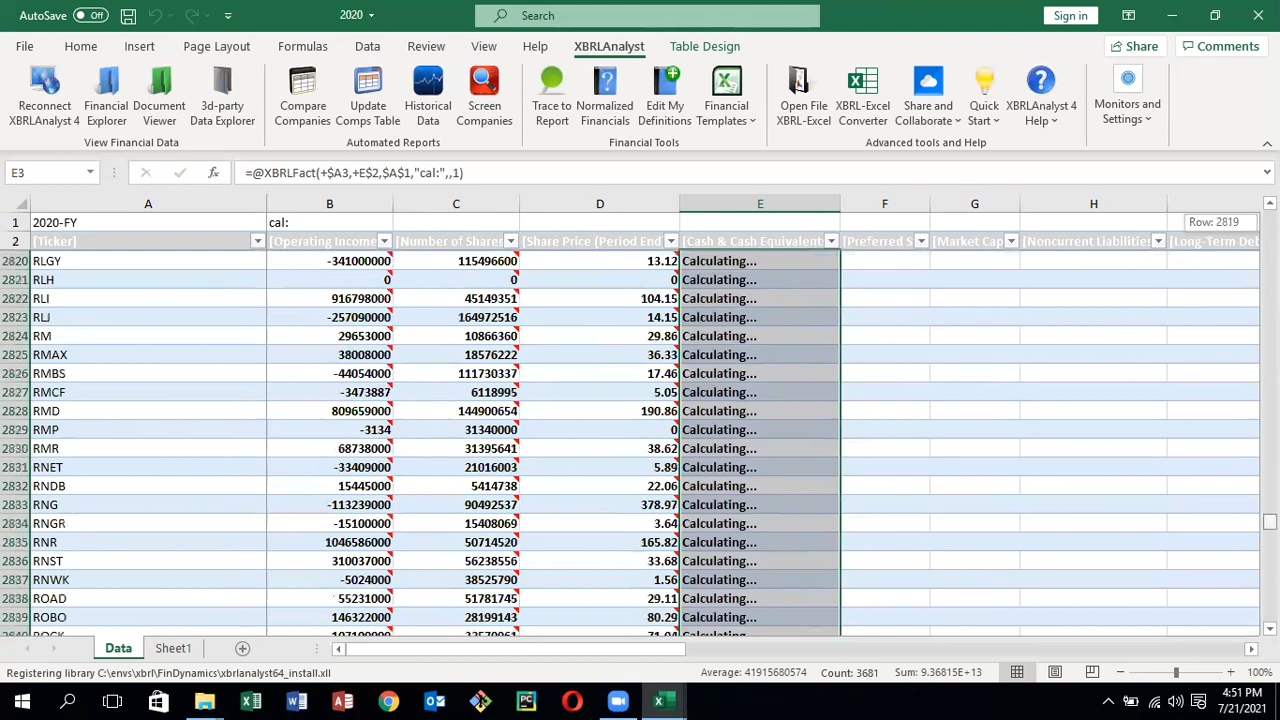 AutoSave Off 2020 Search Sign in
File Home Insert Page Layout Formulas Data Review View Help XBRLAnalyst Table Design Share Comments
Reconnect XBRLAnalyst 4
Financial Explorer
Document Viewer
3d-party Data Explorer
Compare Companies
Update Comps Table
Historical Data
Screen Companies
Trace to Report
Normalized Financials
Edit My Definitions
Financial Templates
Open File XBRL-Excel
XBRL-Excel Converter
Share and Collaborate
Quick Start
XBRLAnalyst 4 Help
Monitors and Settings
View Financial Data Automated Reports Financial Tools Advanced tools and Help
E3 fx =@XBRLFact(+$A3,+E$2,$A$1,"cal:",,1)
A B C D E F G H
1 2020-FY cal: Row: 2819
2 [Ticker] [Operating Income [Number of Shares [Share Price (Period End [Cash & Cash Equivalent [Preferred S [Market Cap [Noncurrent Liabilities [Long-Term Deb
2820 RLGY -341000000 115496600 13.12 Calculating...
2821 RLH 0 0 0 Calculating...
2822 RLI 916798000 45149351 104.15 Calculating...
2823 RLJ -257090000 164972516 14.15 Calculating...
2824 RM 29653000 10866360 29.86 Calculating...
2825 RMAX 38008000 18576222 36.33 Calculating...
2826 RMBS -44054000 111730337 17.46 Calculating...
2827 RMCF -3473887 6118995 5.05 Calculating...
2828 RMD 809659000 144900654 190.86 Calculating...
2829 RMP -3134 31340000 0 Calculating...
2830 RMR 68738000 31395641 38.62 Calculating...
2831 RNET -33409000 21016003 5.89 Calculating...
2832 RNDB 15445000 5414738 22.06 Calculating...
2833 RNG -113239000 90492537 378.97 Calculating...
2834 RNGR -15100000 15408069 3.64 Calculating...
2835 RNR 1046586000 50714520 165.82 Calculating...
2836 RNST 310037000 56238556 33.68 Calculating...
2837 RNWK -5024000 38525790 1.56 Calculating...
2838 ROAD 55231000 51781745 29.11 Calculating...
2839 ROBO 146322000 28199143 80.29 Calculating...
Data Sheet1
Registering library C:\envs\xbrl\FinDynamics\xbrlanalyst64_install.xll Average: 41915680574 Count: 3681 Sum: 9.36815E+13 100%
4:51 PM
7/21/2021